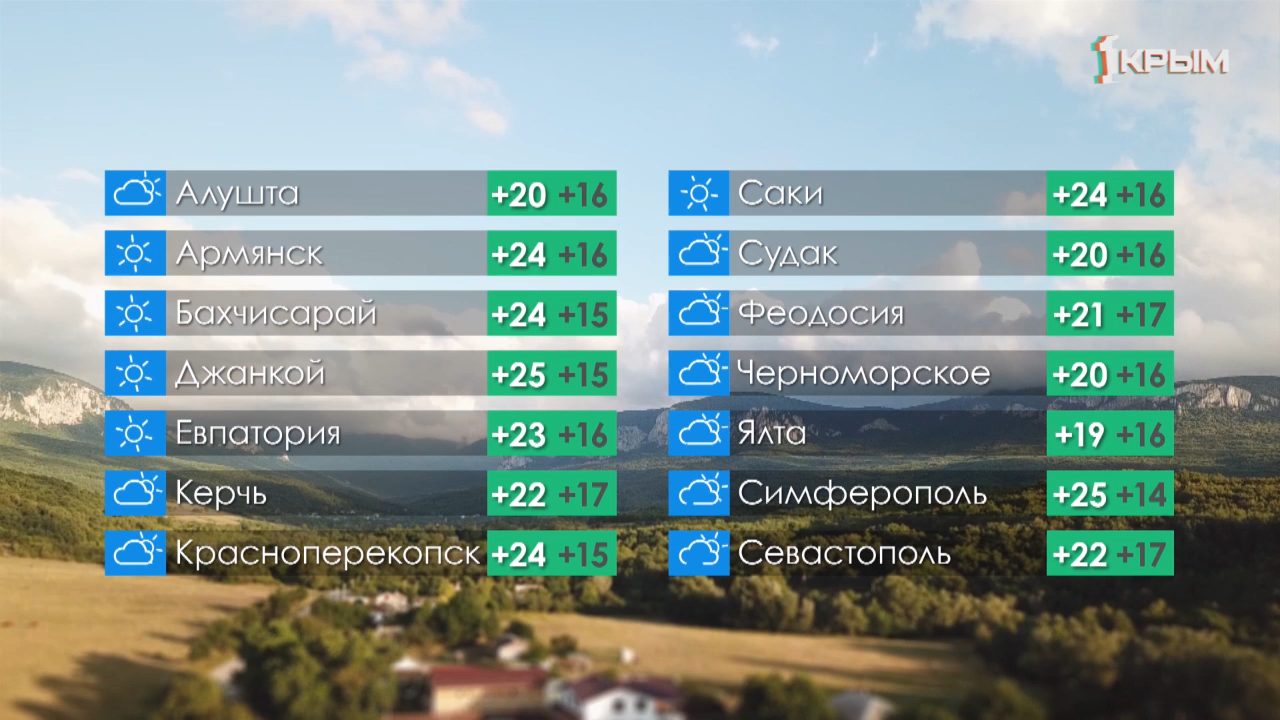 1КРЫМ
Алушта +20 +16
Армянск +24 +16
Бахчисарай +24 +15
Джанкой +25 +15
Евпатория +23 +16
Керчь +22 +17
Красноперекопск +24 +15
Саки +24 +16
Судак +20 +16
Феодосия +21 +17
Черноморское +20 +16
Ялта +19 +16
Симферополь +25 +14
Севастополь +22 +17